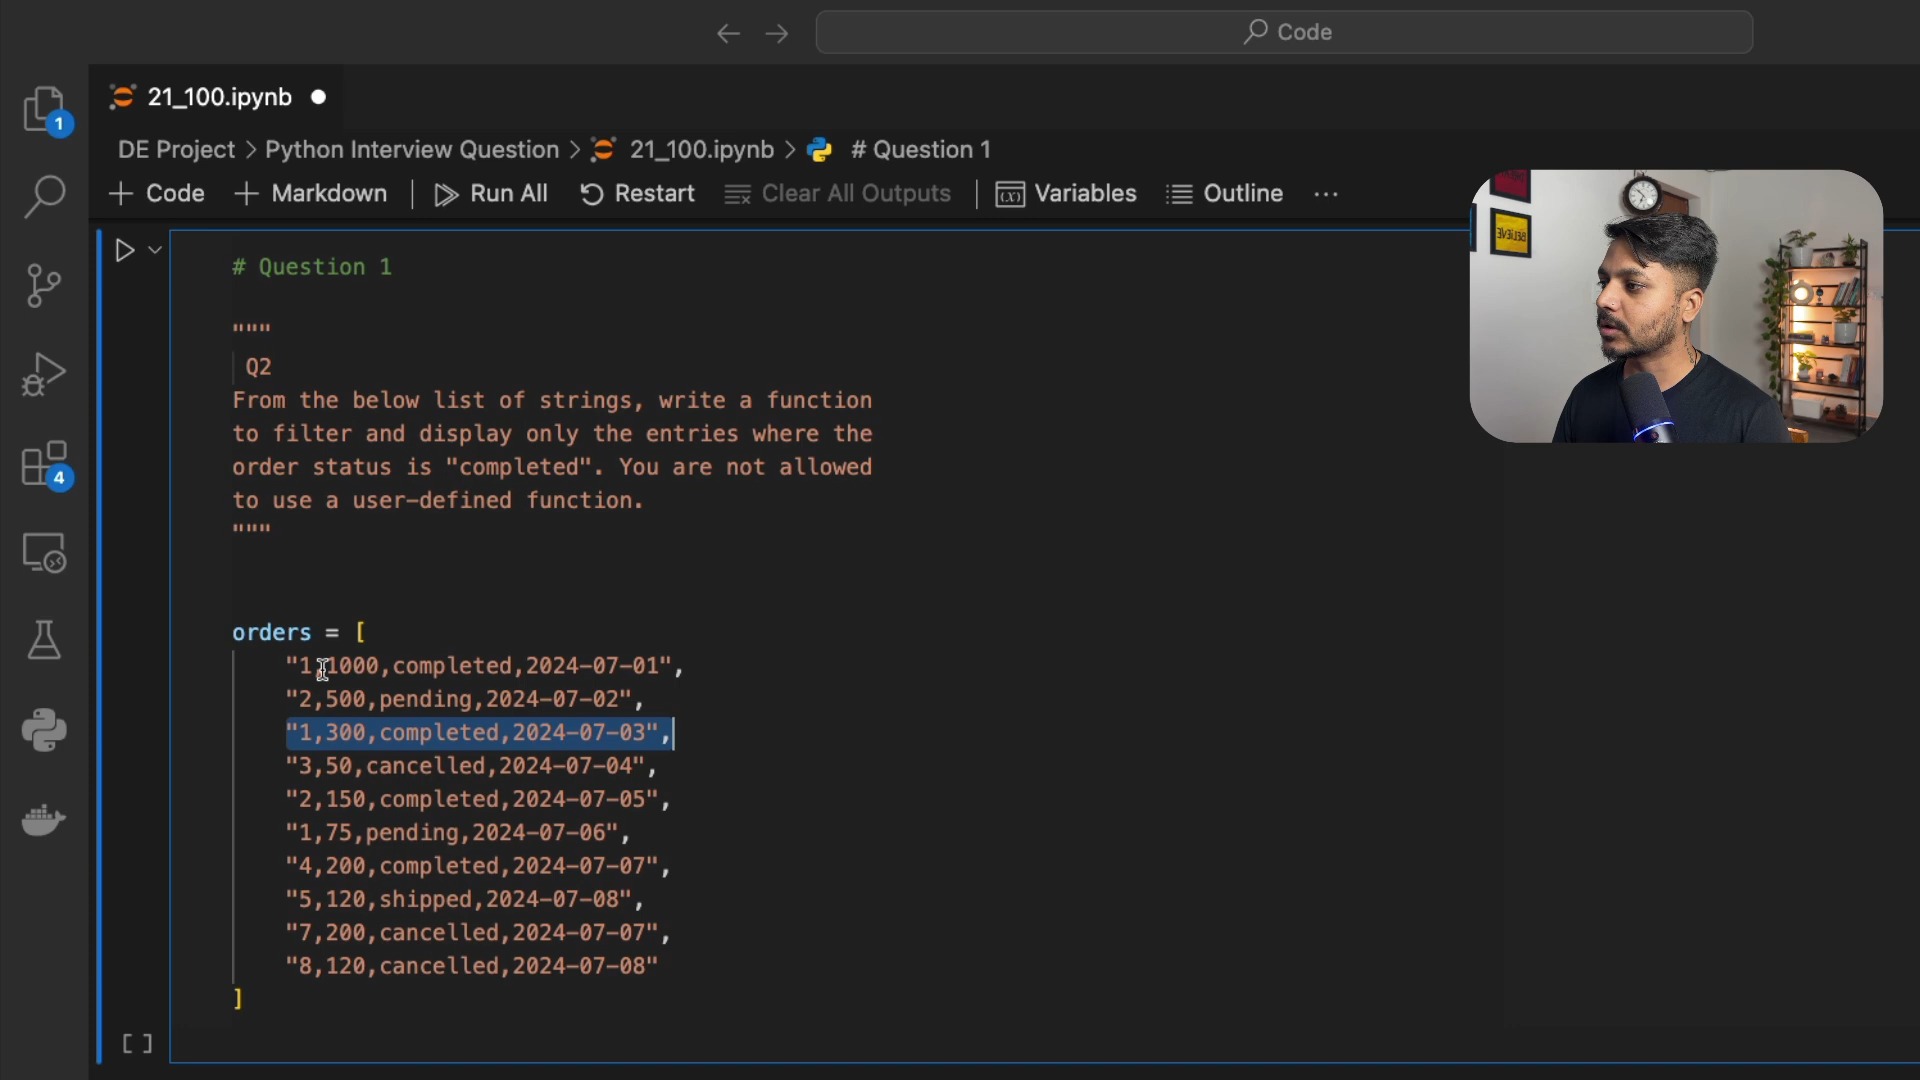 Code
21_100.ipynb
1
DE Project > Python Interview Question > 21_100.ipynb > # Question 1
+ Code + Markdown | Run All Restart Clear All Outputs | Variables Outline ...
BELIEVE
# Question 1
"""
Q2
From the below list of strings, write a function
to filter and display only the entries where the
order status is "completed". You are not allowed
4
to use a user-defined function.
"""
orders = [
"1,1000,completed,2024-07-01",
"2,500,pending,2024-07-02",
"1,300,completed,2024-07-03",
"3,50,cancelled,2024-07-04",
"2,150,completed,2024-07-05",
"1,75,pending,2024-07-06",
"4,200,completed,2024-07-07",
"5,120,shipped,2024-07-08",
"7,200,cancelled,2024-07-07",
"8,120,cancelled,2024-07-08"
]
[ ]